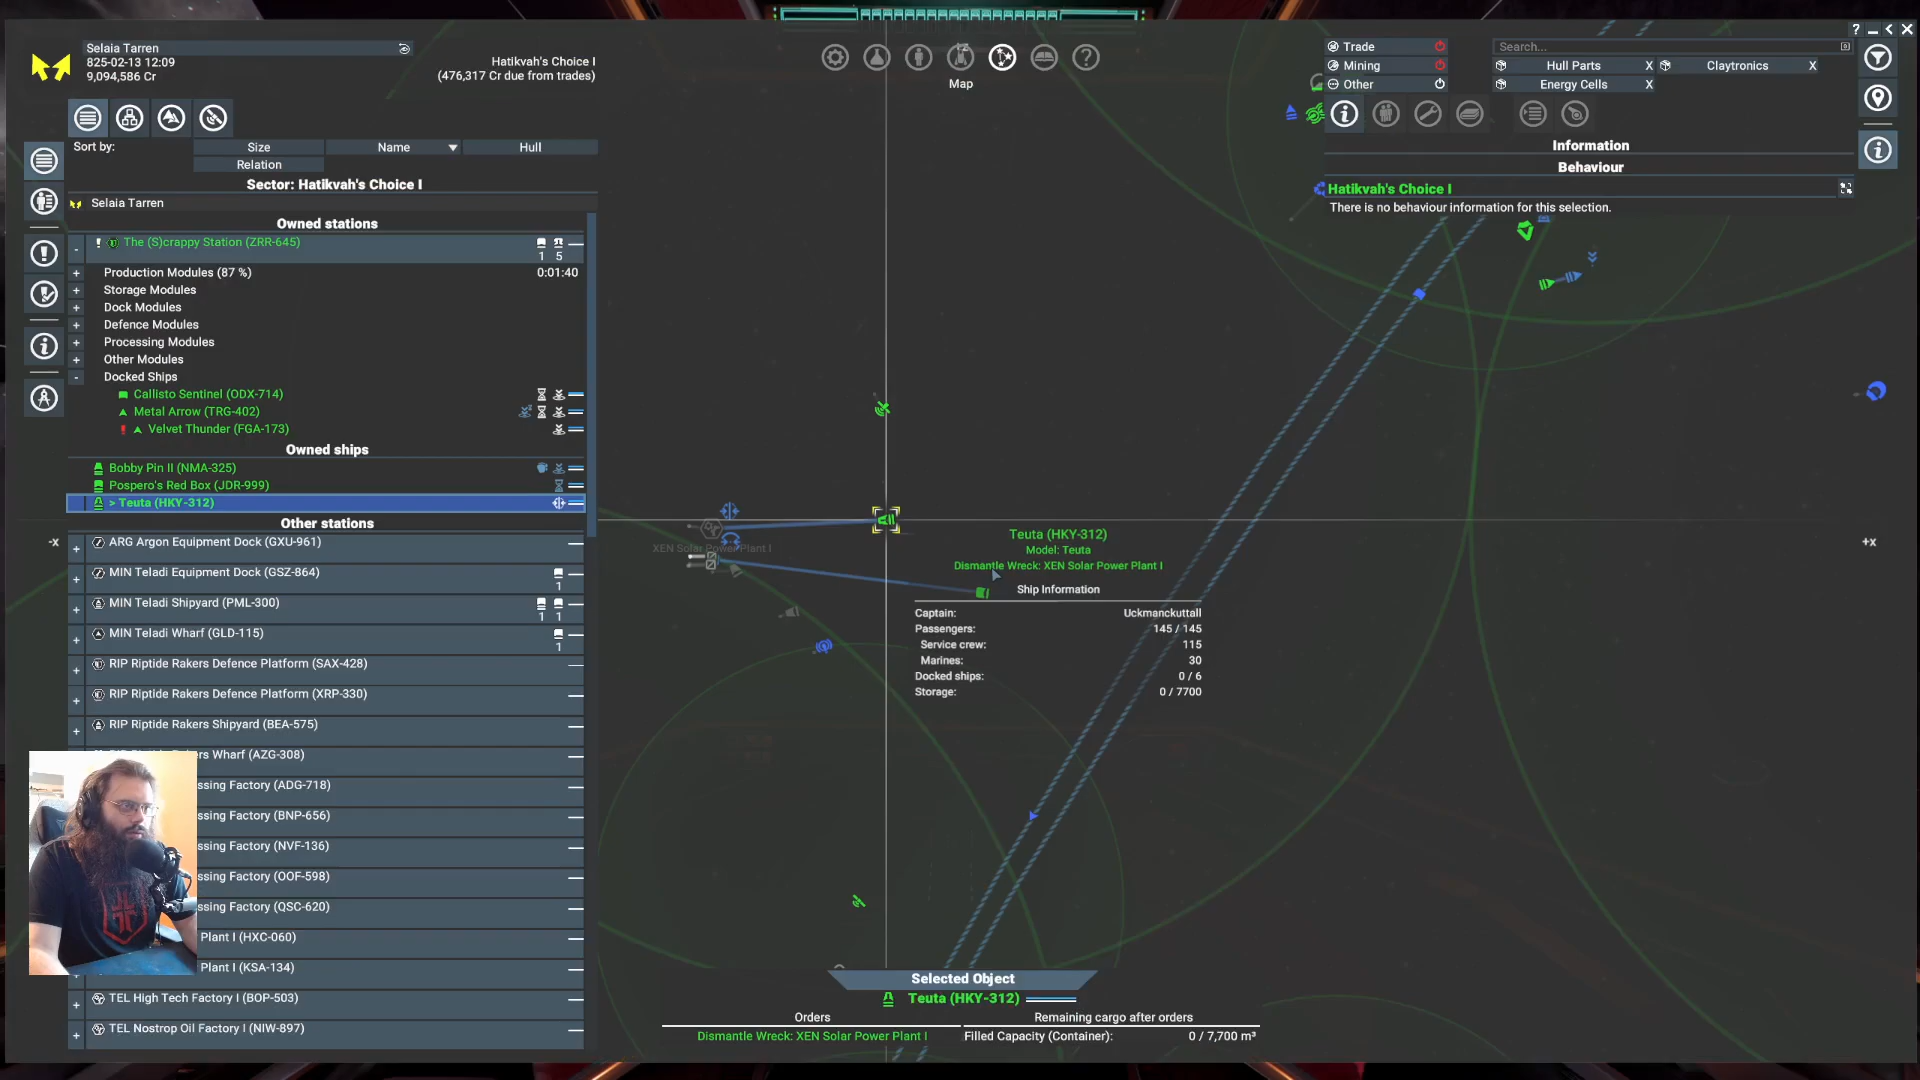 Selaia Tarren
825-02-13 12:09
9,094,586 Cr
Hatikvah's Choice I
(476,317 Cr due from trades)
Map
Trade
Mining
Other
Search...
Hull Parts X
Claytronics X
Energy Cells X
Sort by:
Size
Name
Hull
Relation
Sector: Hatikvah's Choice I
Selaia Tarren
Owned stations
! The (S)crappy Station (ZRR-645)
1 5
Production Modules (87 %) 0:01:40
Storage Modules
Dock Modules
Defence Modules
Processing Modules
Other Modules
Docked Ships
Callisto Sentinel (ODX-714)
Metal Arrow (TRG-402)
! Velvet Thunder (FGA-173)
Owned ships
Bobby Pin II (NMA-325)
Pospero's Red Box (JDR-999)
> Teuta (HKY-312)
Other stations
ARG Argon Equipment Dock (GXU-961)
MIN Teladi Equipment Dock (GSZ-864)
1
MIN Teladi Shipyard (PML-300)
1 1
MIN Teladi Wharf (GLD-115)
1
RIP Riptide Rakers Defence Platform (SAX-428)
RIP Riptide Rakers Defence Platform (XRP-330)
RIP Riptide Rakers Shipyard (BEA-575)
ers Wharf (AZG-308)
ssing Factory (ADG-718)
ssing Factory (BNP-656)
ssing Factory (NVF-136)
ssing Factory (OOF-598)
ssing Factory (QSC-620)
Plant I (HXC-060)
Plant I (KSA-134)
TEL High Tech Factory I (BOP-503)
TEL Nostrop Oil Factory I (NIW-897)
Information
Behaviour
Hatikvah's Choice I
There is no behaviour information for this selection.
-x
+x
XEN Solar Power Plant I
Teuta (HKY-312)
Model: Teuta
Dismantle Wreck: XEN Solar Power Plant I
Ship Information
Captain: Uckmanckuttall
Passengers: 145 / 145
Service crew: 115
Marines: 30
Docked ships: 0 / 6
Storage: 0 / 7700
Selected Object
Teuta (HKY-312)
Orders
Remaining cargo after orders
Dismantle Wreck: XEN Solar Power Plant I
Filled Capacity (Container): 0 / 7,700 m³